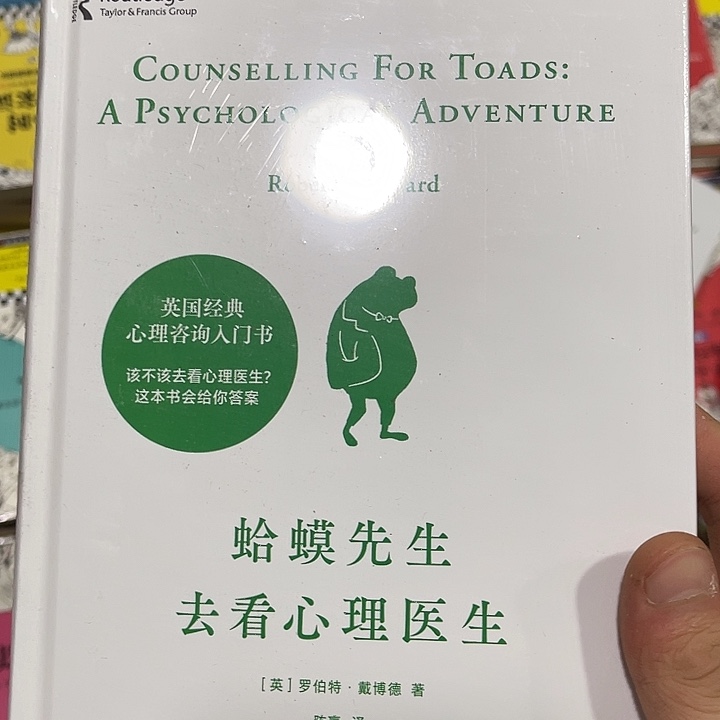 Taylor & Francis Group
COUNSELLING FOR TOADS:
A PSYCHOLOGICAL ADVENTURE
英国经典
心理咨询入门书
该不该去看心理医生?
这本书会给你答案
蛤蟆先生
去看心理医生
[英] 罗伯特·戴博德 著